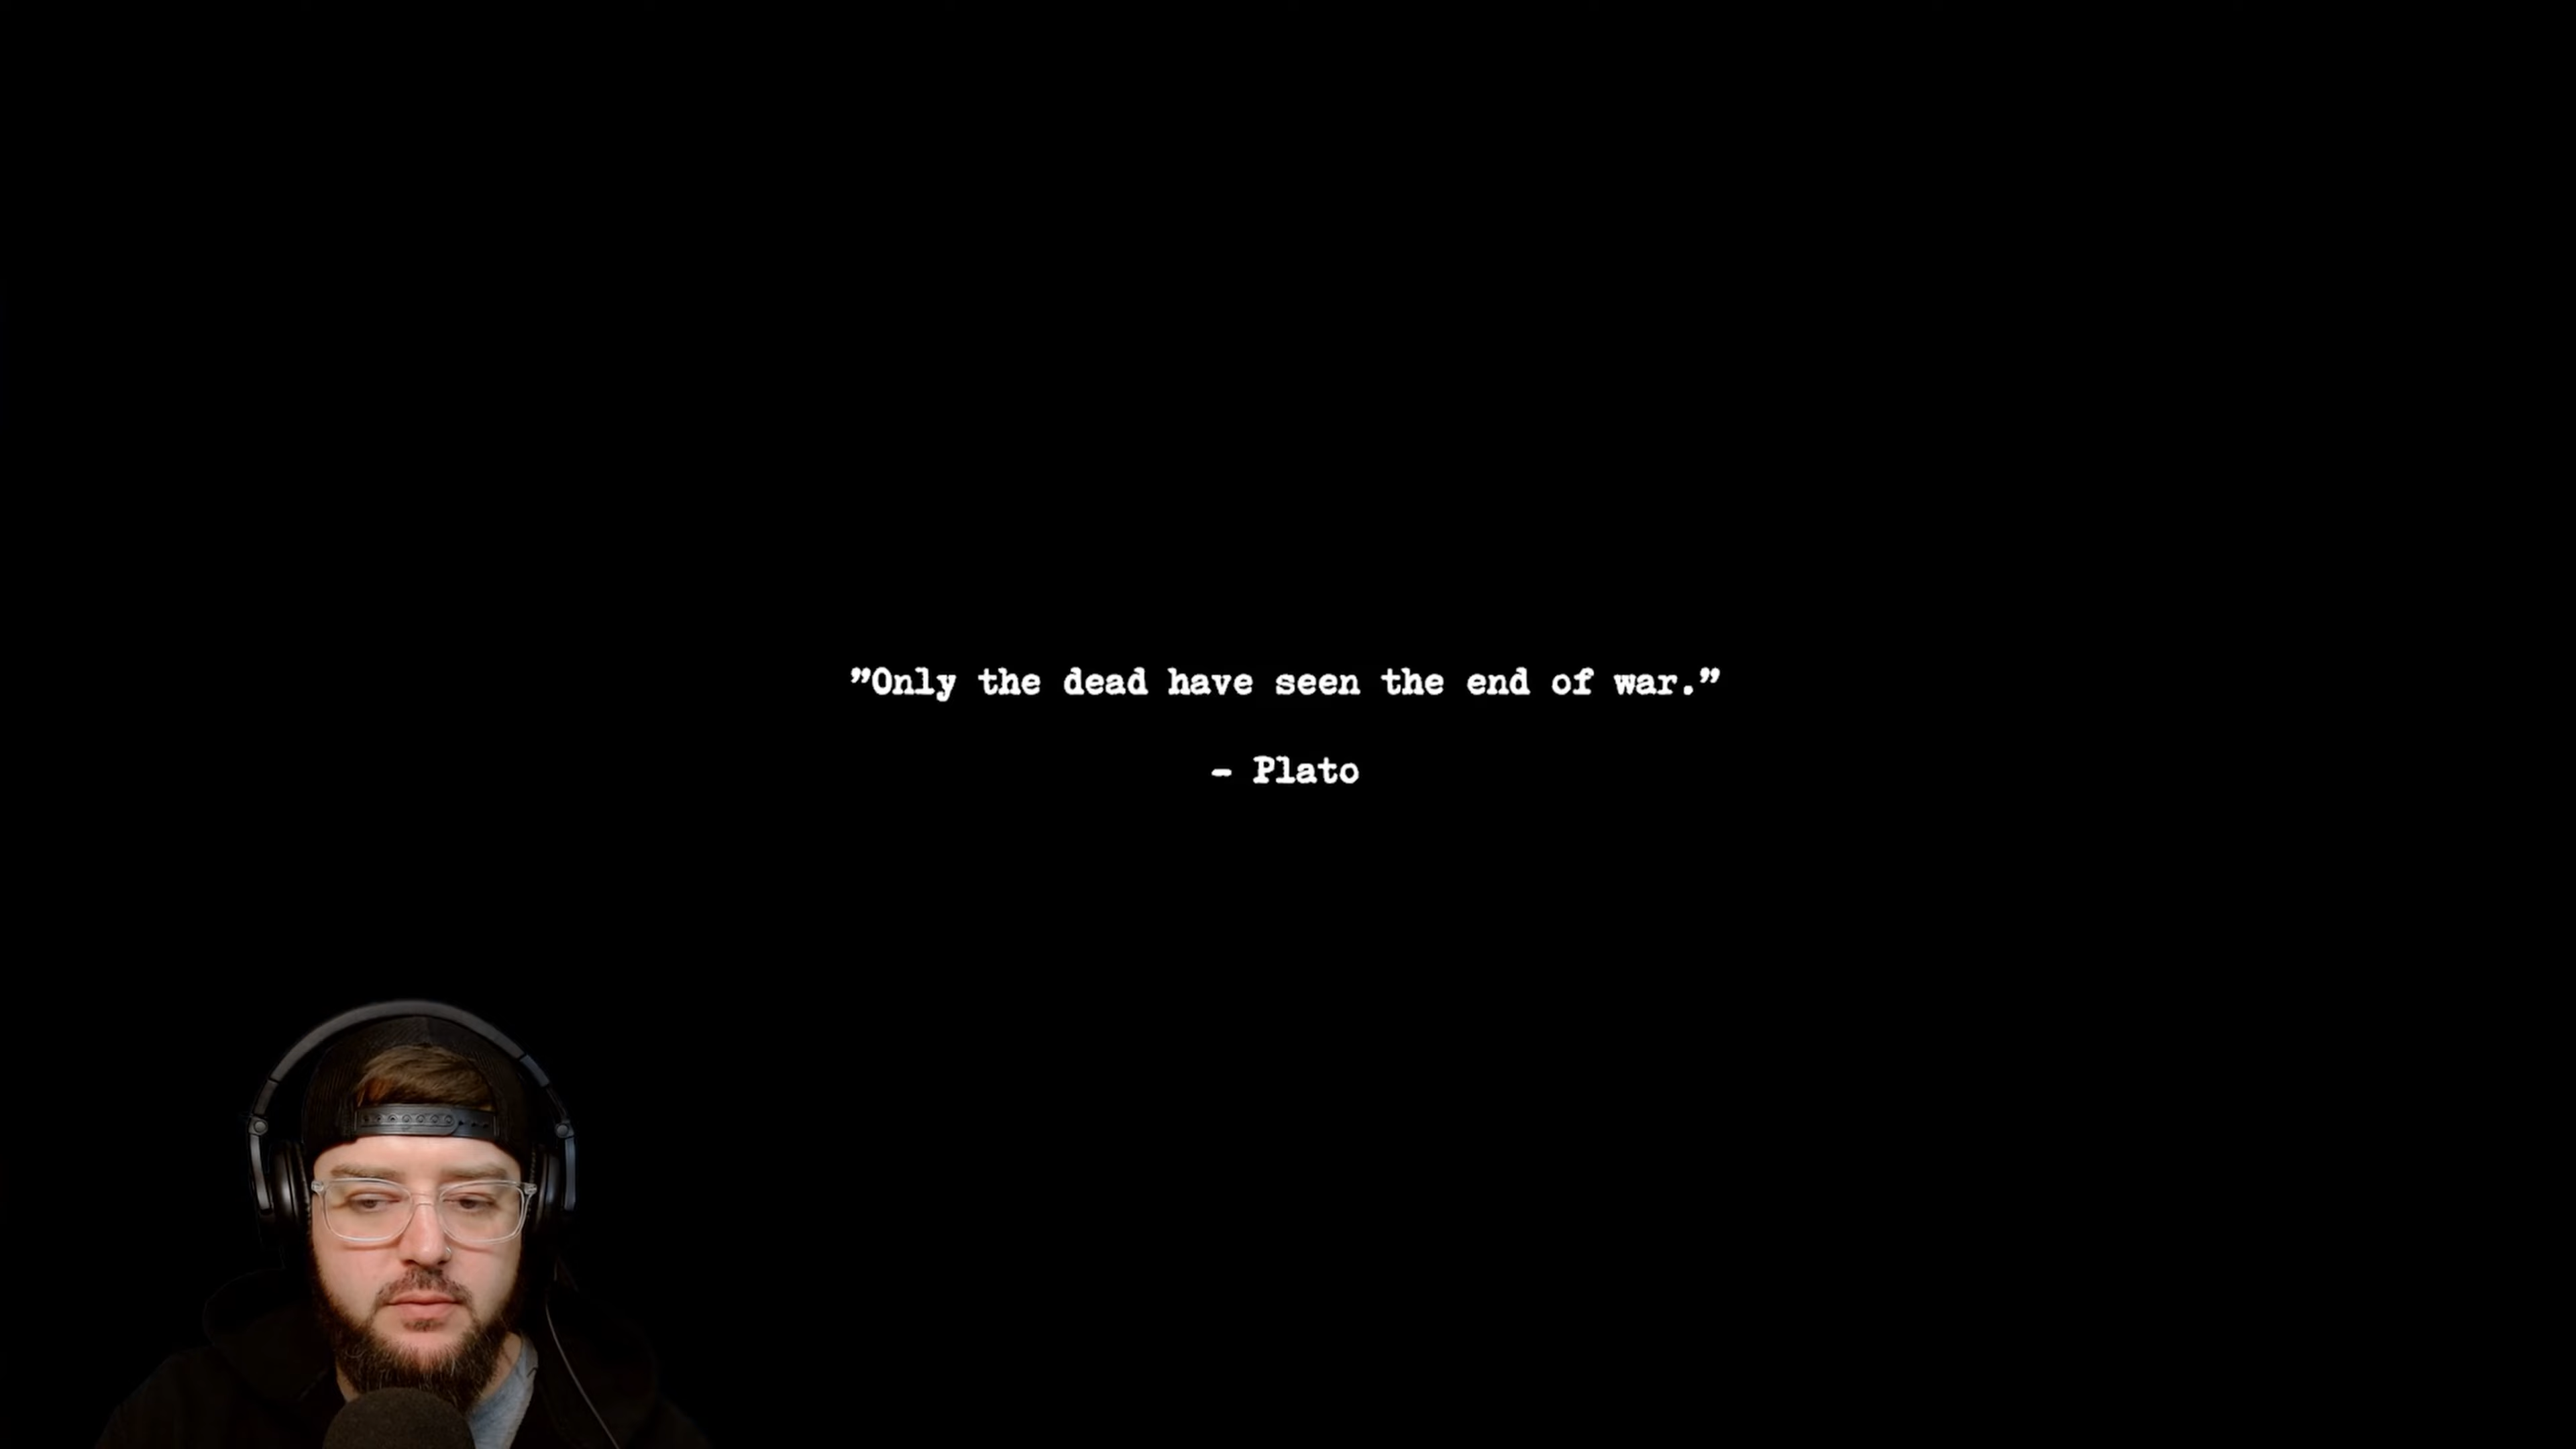 ”Only the dead have seen the end of war.”
- Plato